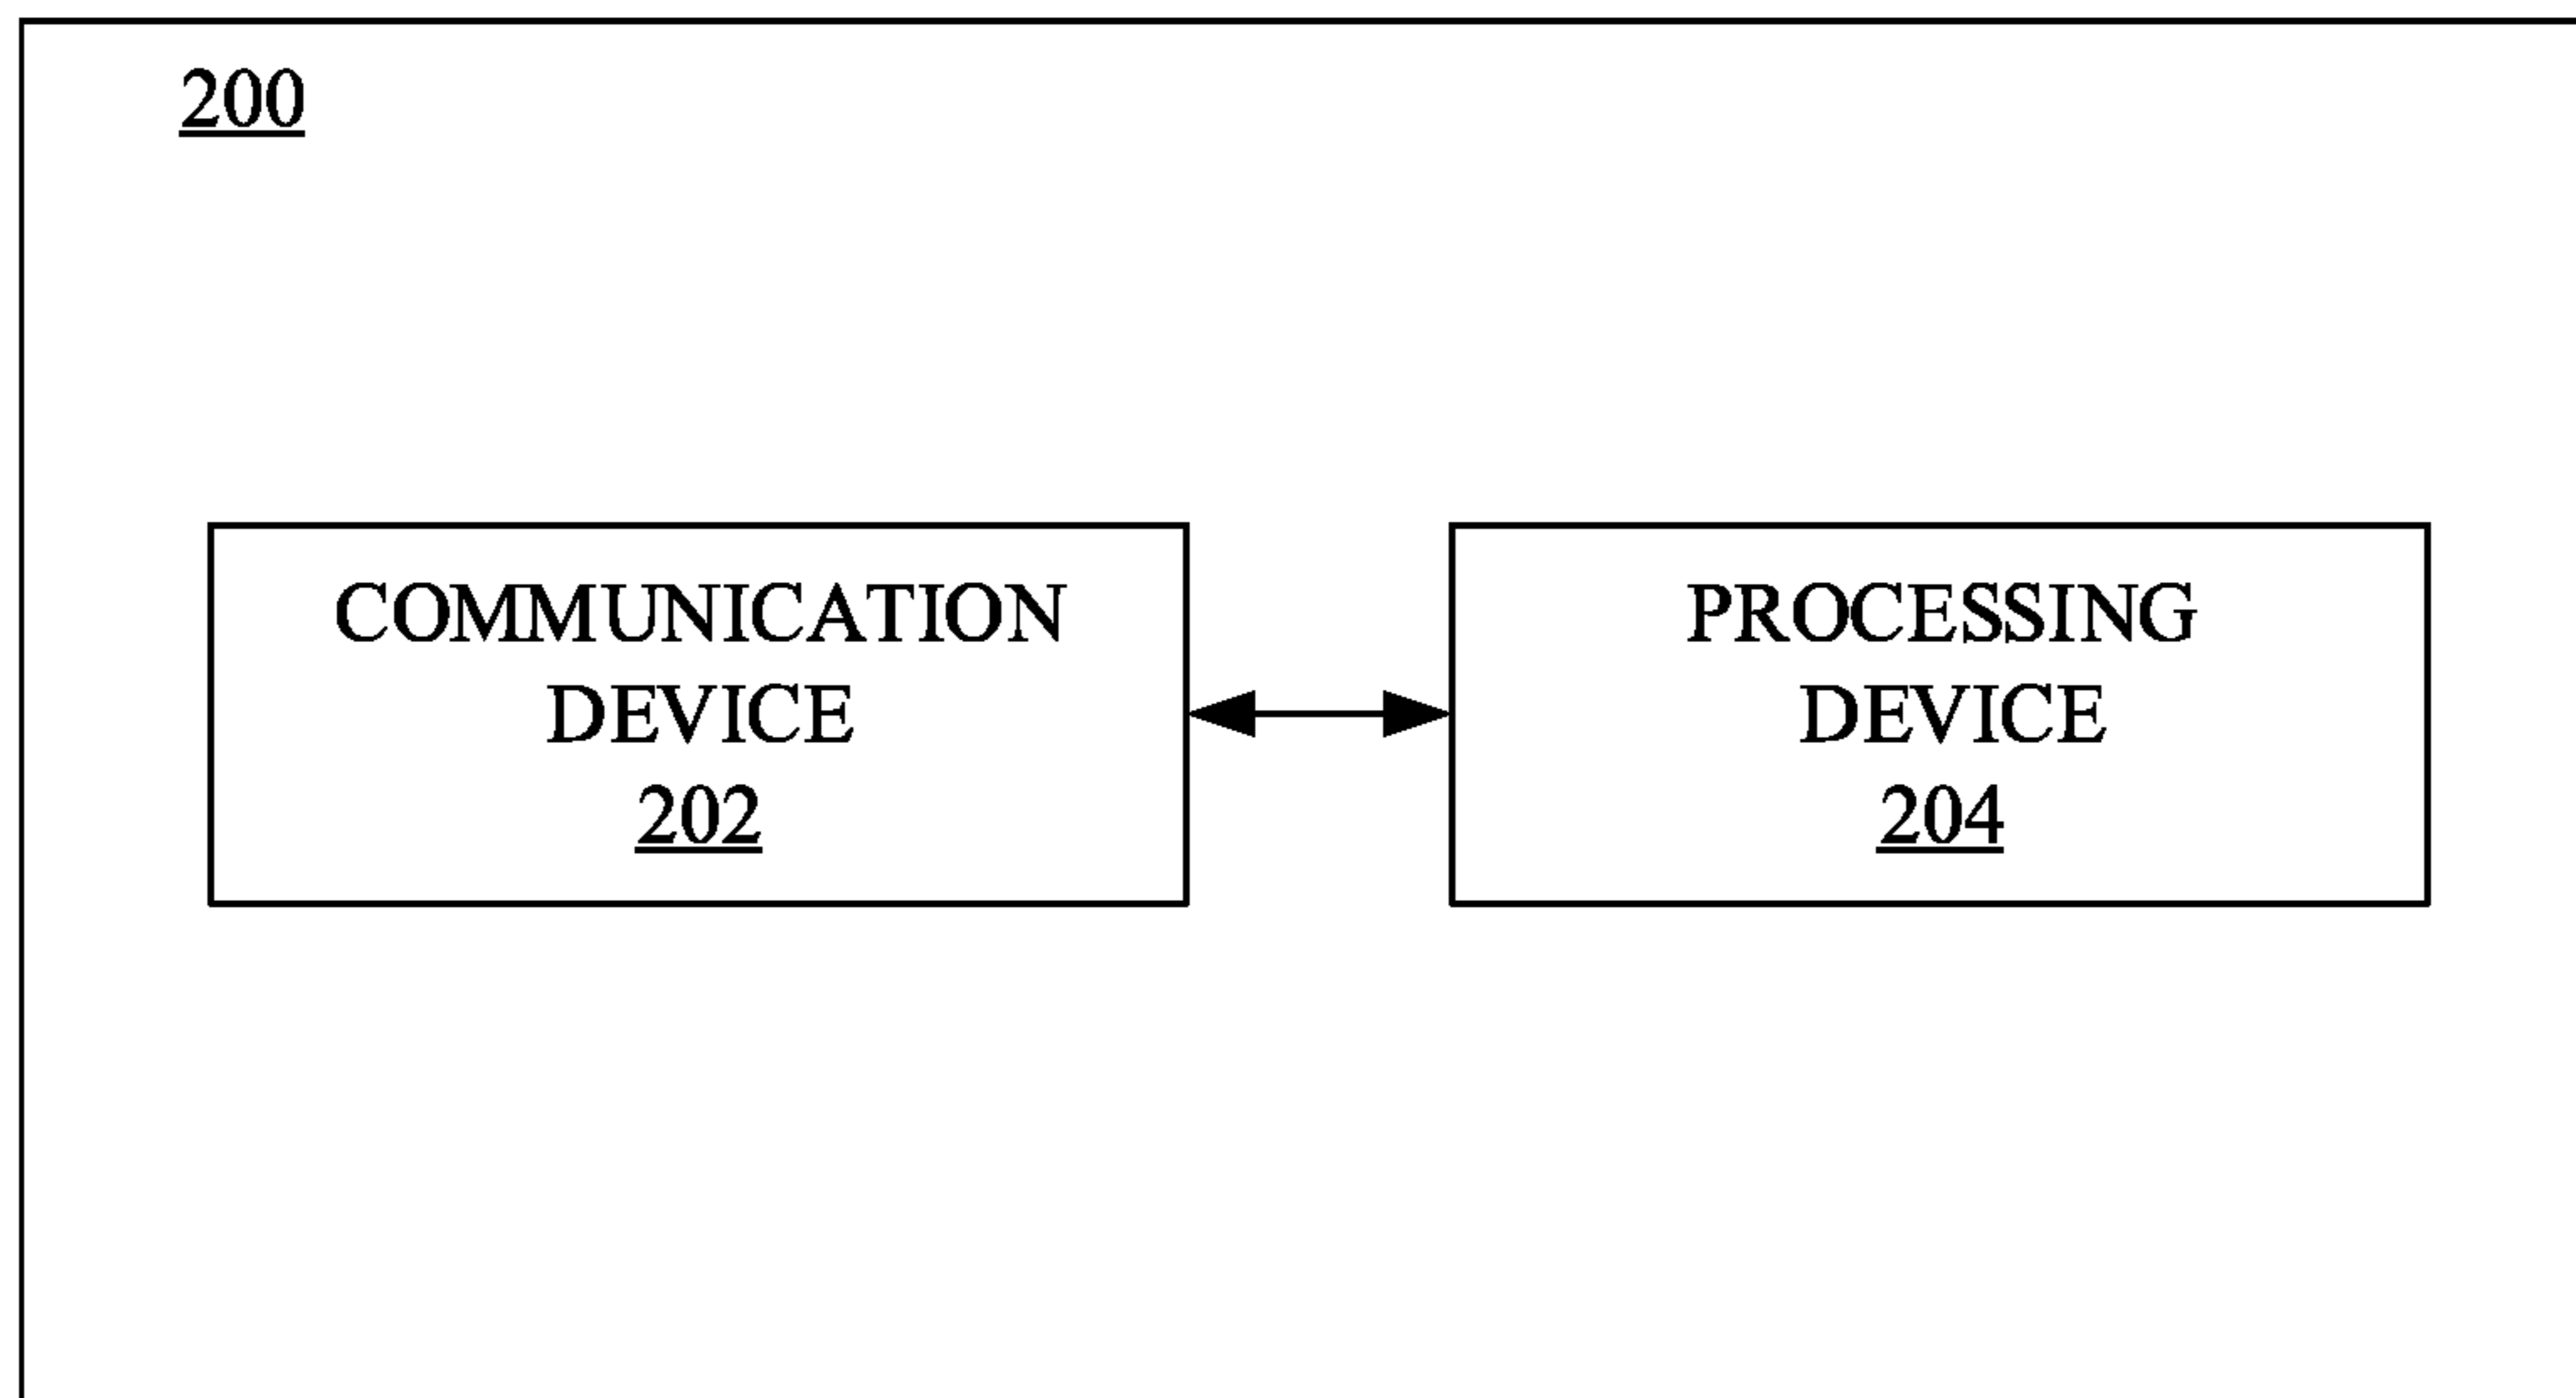 200
COMMUNICATION
DEVICE
202
PROCESSING
DEVICE
204